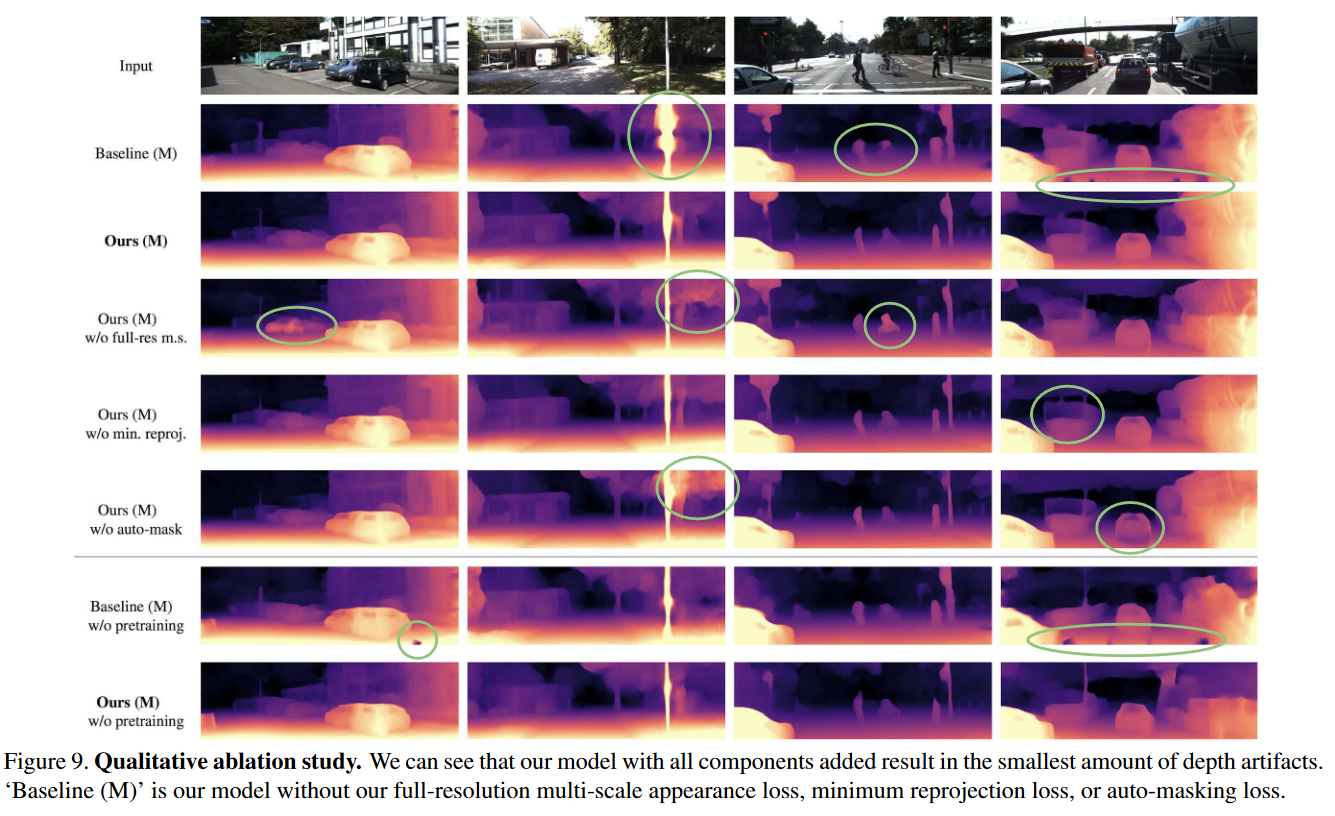 Input
Baseline (M)
Ours (M)
Ours (M)
w/o full-res m.s.
Ours (M)
w/o min. reproj.
Ours (M)
w/o auto-mask
Baseline (M)
w/o pretraining
Ours (M)
w/o pretraining
Figure 9. Qualitative ablation study. We can see that our model with all components added result in the smallest amount of depth artifacts.
‘Baseline (M)’ is our model without our full-resolution multi-scale appearance loss, minimum reprojection loss, or auto-masking loss.